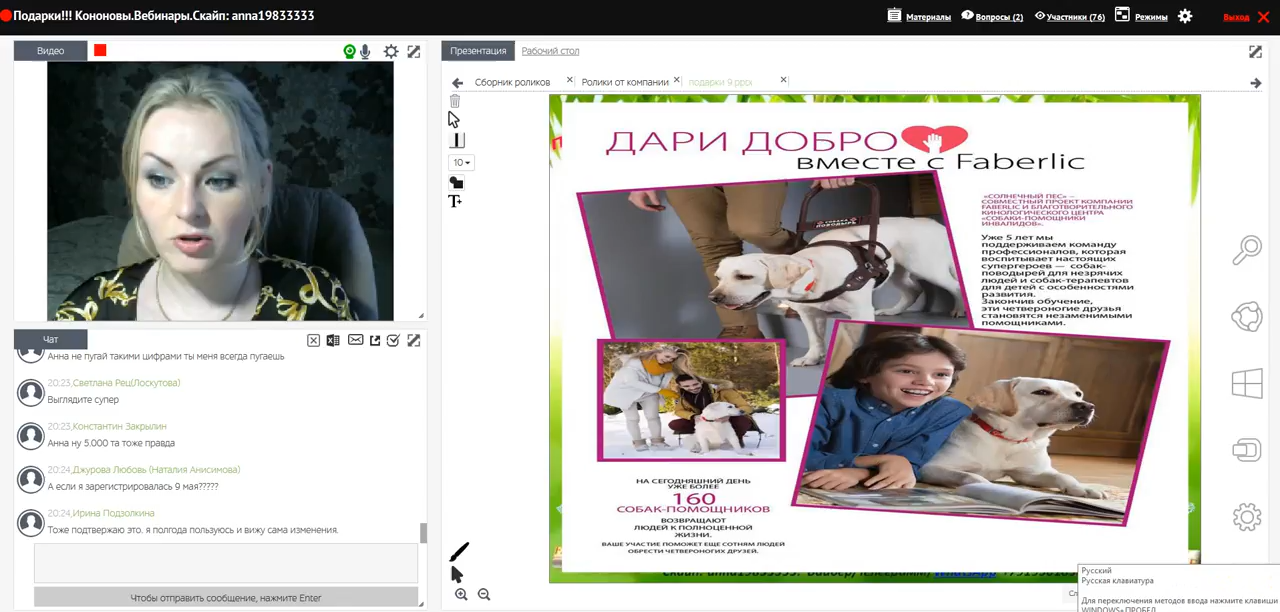 Подарки!!! Кононовы.Вебинары.Скайп: anna19833333
Материалы
Вопросы (2)
Участники (76)
Режимы
Выход
Видео
Презентация
Рабочий стол
Сборник роликов
Ролики от компании
подарки 9
10
ДАРИ ДОБРО
вместе с Faberlic
«СОЛНЕЧНЫЙ ПЕС» –
СОВМЕСТНЫЙ ПРОЕКТ КОМПАНИИ
FABERLIC И БЛАГОТВОРИТЕЛЬНОГО
КИНОЛОГИЧЕСКОГО ЦЕНТРА
«СОБАКИ-ПОМОЩНИКИ
ИНВАЛИДОВ».
Уже 5 лет мы
поддерживаем команду
профессионалов, которая
воспитывает настоящих
супергероев — собак-
поводырей для незрячих
людей и собак-терапевтов
для детей с особенностями
развития.
Закончив обучение,
эти четвероногие друзья
становятся незаменимыми
помощниками.
НА СЕГОДНЯШНИЙ ДЕНЬ
УЖЕ БОЛЕЕ
160
СОБАК-ПОМОЩНИКОВ
ВОЗВРАЩАЮТ
ЛЮДЕЙ К ПОЛНОЦЕННОЙ
ЖИЗНИ.
ВАШЕ УЧАСТИЕ ПОМОЖЕТ ЕЩЕ СОТНЯМ ЛЮДЕЙ
ОБРЕСТИ ЧЕТВЕРОНОГИХ ДРУЗЕЙ.
Чат
Анна не пугай такими цифрами ты меня всегда пугаешь
20:23,Светлана Рец(Лоскутова)
Выглядите супер
20:23,Константин Закрылин
Анна ну 5.000 та тоже правда
20:24,Джурова Любовь (Наталия Анисимова)
А если я зарегистрировалась 9 мая?????
20:24,Ирина Подзолкина
Тоже подтвержаю это. я полгода пользуюсь и вижу сама изменения.
Чтобы отправить сообщение, нажмите Enter
Русский
Русская клавиатура
Для переключения методов ввода нажмите клавиши
WINDOWS+ПРОБЕЛ